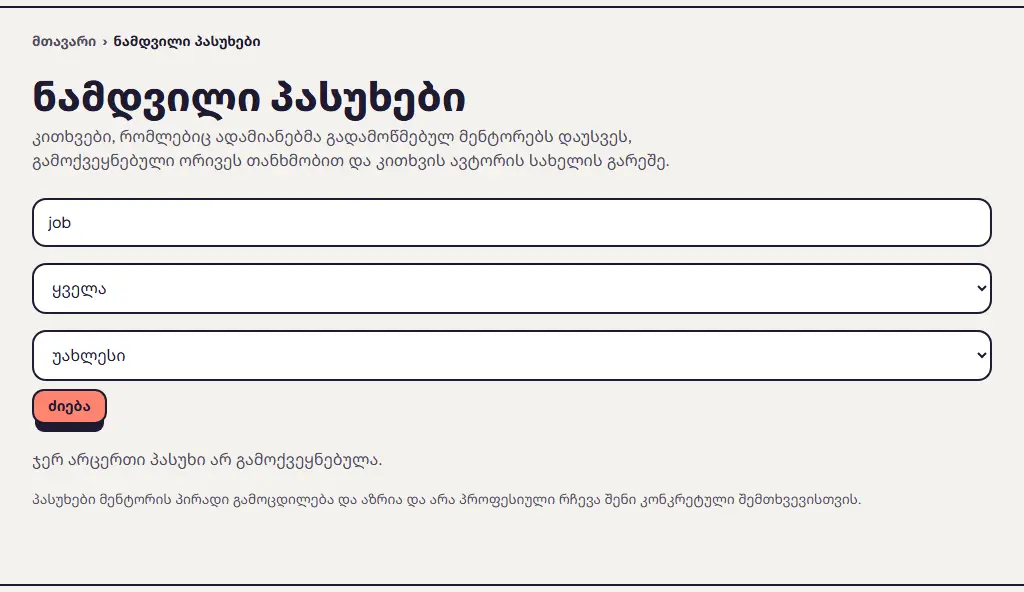 მთავარი › ნამდვილი პასუხები
ნამდვილი პასუხები
კითხვები, რომლებიც ადამიანებმა გადამოწმებულ მენტორებს დაუსვეს,
გამოქვეყნებული ორივეს თანხმობით და კითხვის ავტორის სახელის გარეშე.
job
ყველა
უახლესი
ძიება
ჯერ არცერთი პასუხი არ გამოქვეყნებულა.
პასუხები მენტორის პირადი გამოცდილება და აზრია და არა პროფესიული რჩევა შენი კონკრეტული შემთხვევისთვის.